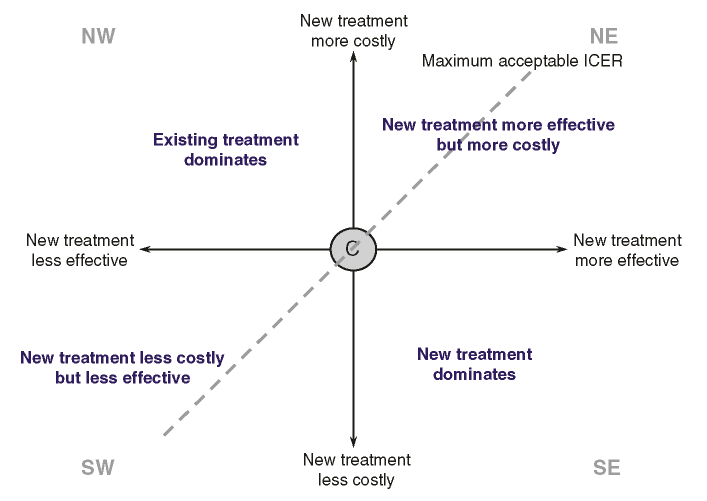 NW
New treatment
more costly
NE
Maximum acceptable ICER
Existing treatment
dominates
New treatment more effective
but more costly
New treatment
less effective
C
New treatment
more effective
New treatment less costly
but less effective
New treatment
dominates
SW
New treatment
less costly
SE